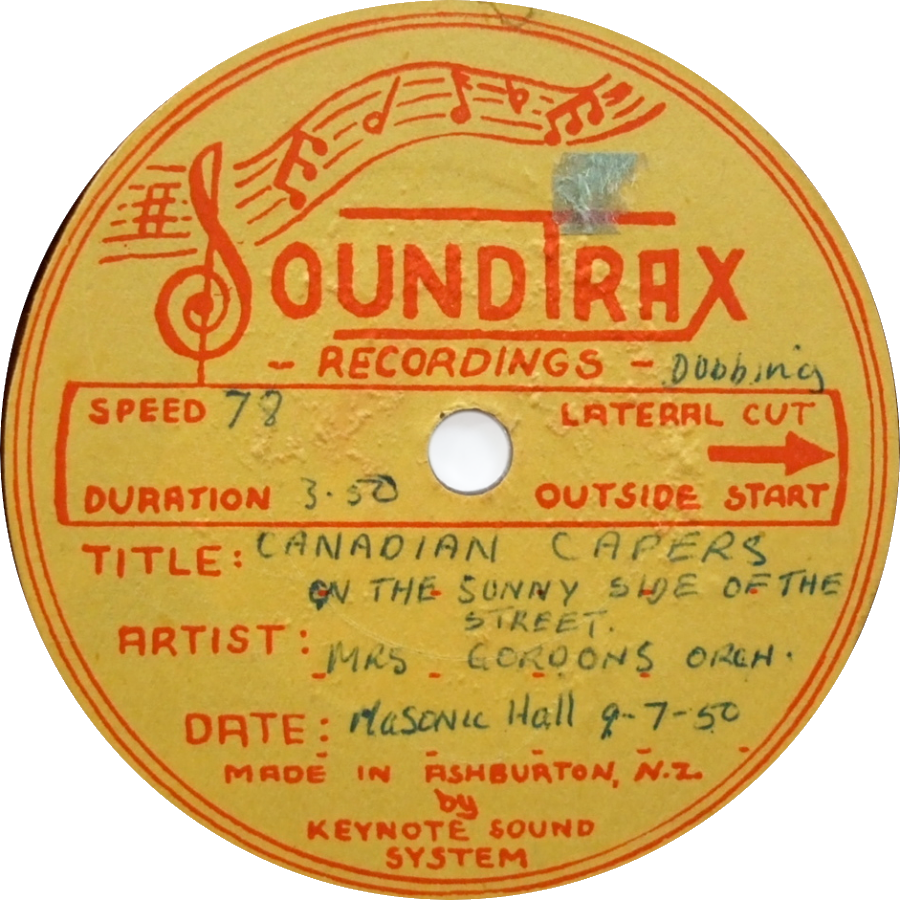 SOUNDTRAX
- RECORDINGS -
Dubbing
SPEED 78
LATERAL CUT
DURATION 3.50
OUTSIDE START
TITLE: CANADIAN CAPERS
ON THE SUNNY SIDE OF THE
STREET.
ARTIST: MRS GORDONS ORCH.
DATE: Masonic Hall 9-7-50
MADE IN ASHBURTON, N.Z.
by
KEYNOTE SOUND
SYSTEM